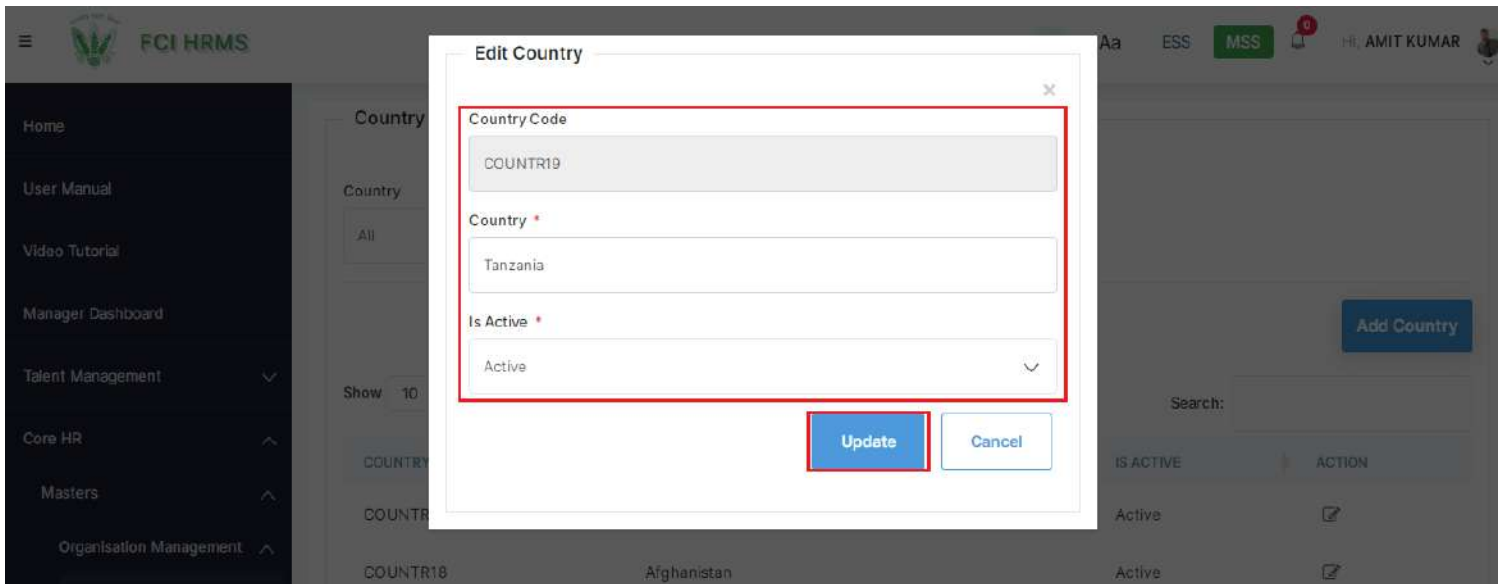 FCI HRMS
Aa ESS MSS 0 Hi, AMIT KUMAR
Home
User Manual
Video Tutorial
Manager Dashboard
Talent Management
Core HR
Masters
Organisation Management
Edit Country
×
Country Code
COUNTR19
Country *
Tanzania
Is Active *
Active
Update Cancel
Country
Country
All
Add Country
Show 10
Search:
COUNTRY IS ACTIVE ACTION
COUNTR Active
COUNTR18 Afghanistan Active